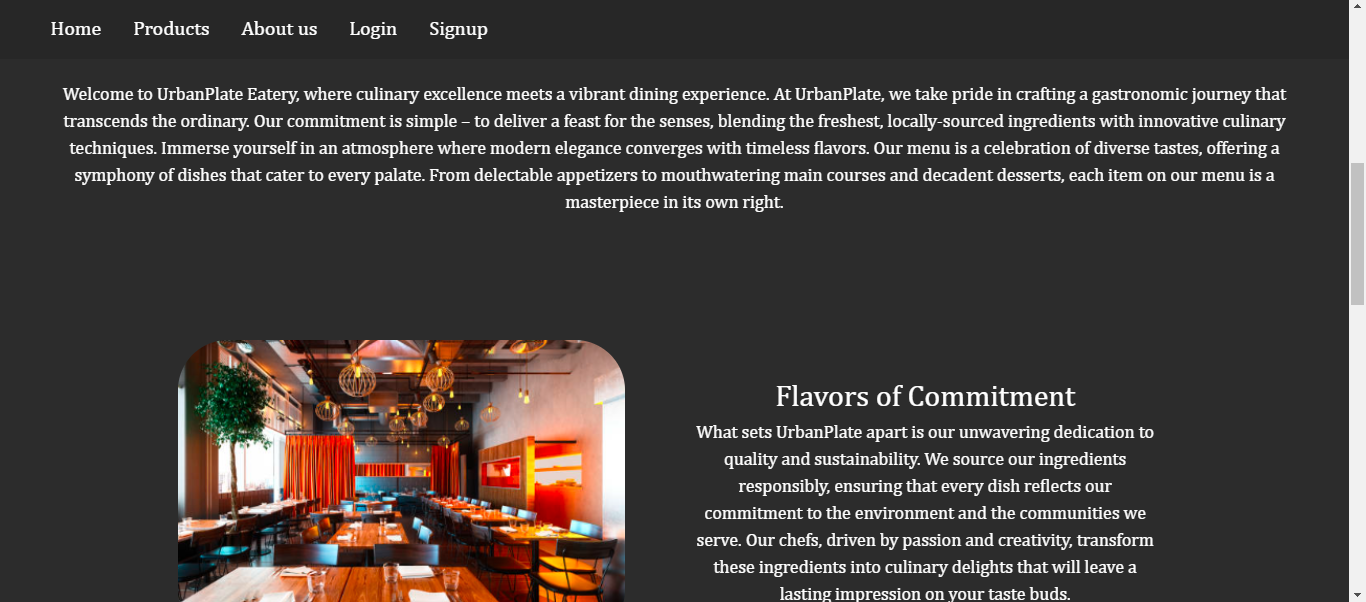 Home Products About us Login Signup
Welcome to UrbanPlate Eatery, where culinary excellence meets a vibrant dining experience. At UrbanPlate, we take pride in crafting a gastronomic journey that
transcends the ordinary. Our commitment is simple – to deliver a feast for the senses, blending the freshest, locally-sourced ingredients with innovative culinary
techniques. Immerse yourself in an atmosphere where modern elegance converges with timeless flavors. Our menu is a celebration of diverse tastes, offering a
symphony of dishes that cater to every palate. From delectable appetizers to mouthwatering main courses and decadent desserts, each item on our menu is a
masterpiece in its own right.
Flavors of Commitment
What sets UrbanPlate apart is our unwavering dedication to
quality and sustainability. We source our ingredients
responsibly, ensuring that every dish reflects our
commitment to the environment and the communities we
serve. Our chefs, driven by passion and creativity, transform
these ingredients into culinary delights that will leave a
lasting impression on your taste buds.